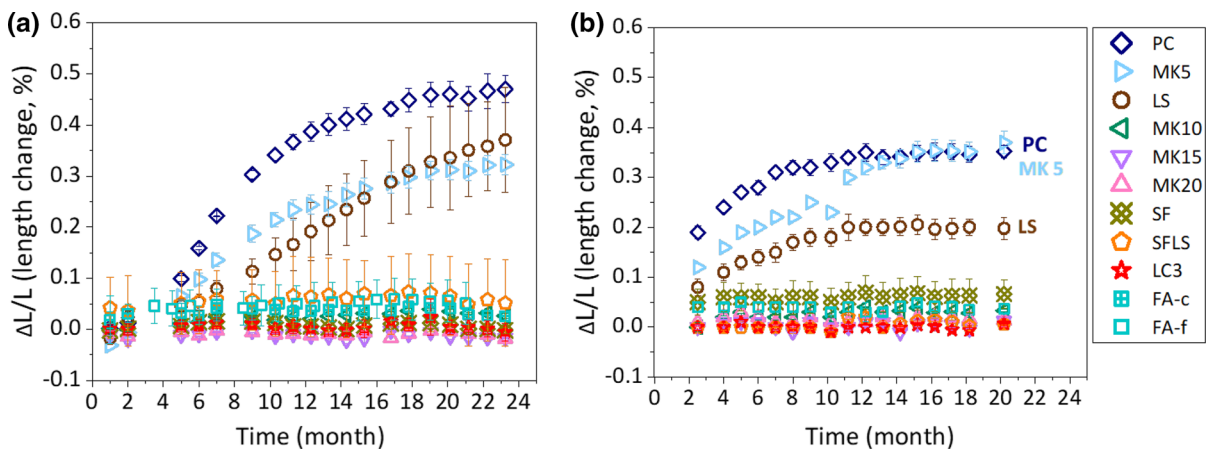 (a)
0.6
0.5
0.4
0.3
0.2
0.1
0.0
-0.1
ΔL/L (length change, %)
0 2 4 6 8 10 12 14 16 18 20 22 24
Time (month)
(b)
0.6
0.5
0.4
0.3
0.2
0.1
0.0
-0.1
ΔL/L (length change, %)
PC
MK 5
LS
0 2 4 6 8 10 12 14 16 18 20 22 24
Time (month)
PC
MK5
LS
MK10
MK15
MK20
SF
SFLS
LC3
FA-c
FA-f